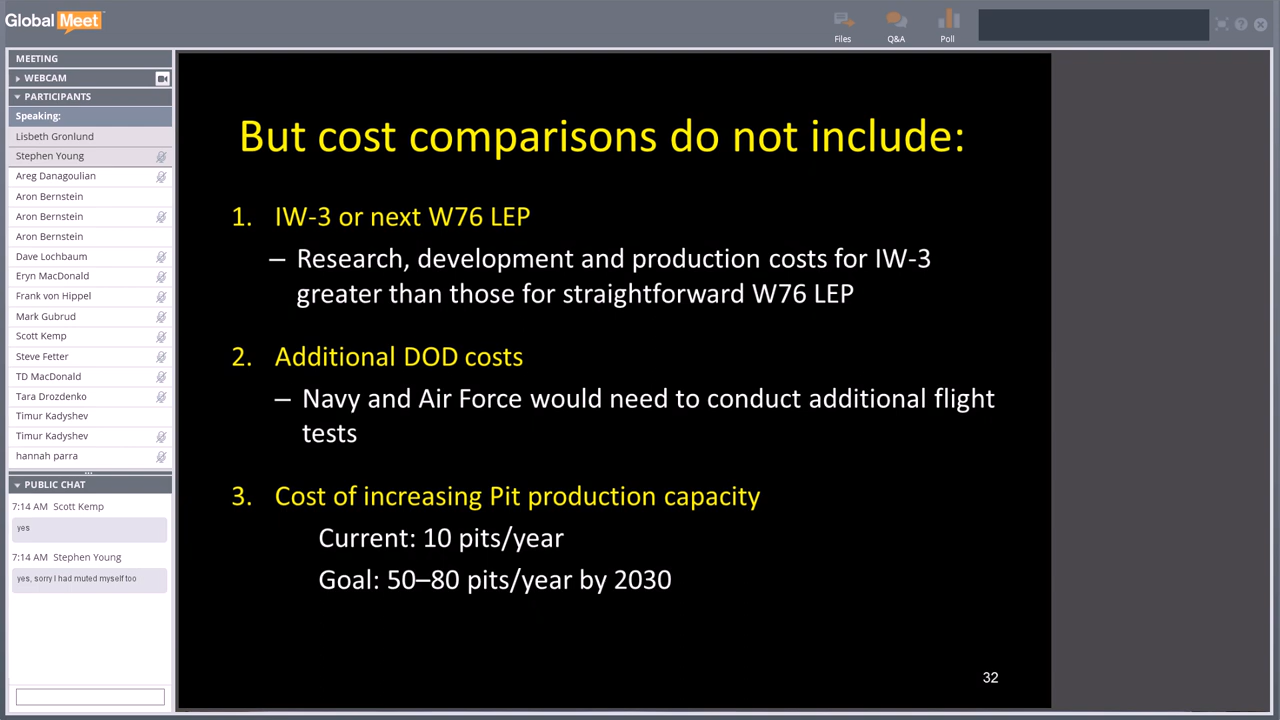 Global Meet
Files
Q&A
Poll
MEETING
WEBCAM
PARTICIPANTS
Speaking:
Lisbeth Gronlund
Stephen Young
Areg Danagoulian
Aron Bernstein
Aron Bernstein
Aron Bernstein
Dave Lochbaum
Eryn MacDonald
Frank von Hippel
Mark Gubrud
Scott Kemp
Steve Fetter
TD MacDonald
Tara Drozdenko
Timur Kadyshev
Timur Kadyshev
hannah parra
PUBLIC CHAT
7:14 AM Scott Kemp
yes
7:14 AM Stephen Young
yes, sorry I had muted myself too
But cost comparisons do not include:
1. IW-3 or next W76 LEP
– Research, development and production costs for IW-3
greater than those for straightforward W76 LEP
2. Additional DOD costs
– Navy and Air Force would need to conduct additional flight
tests
3. Cost of increasing Pit production capacity
Current: 10 pits/year
Goal: 50–80 pits/year by 2030
32